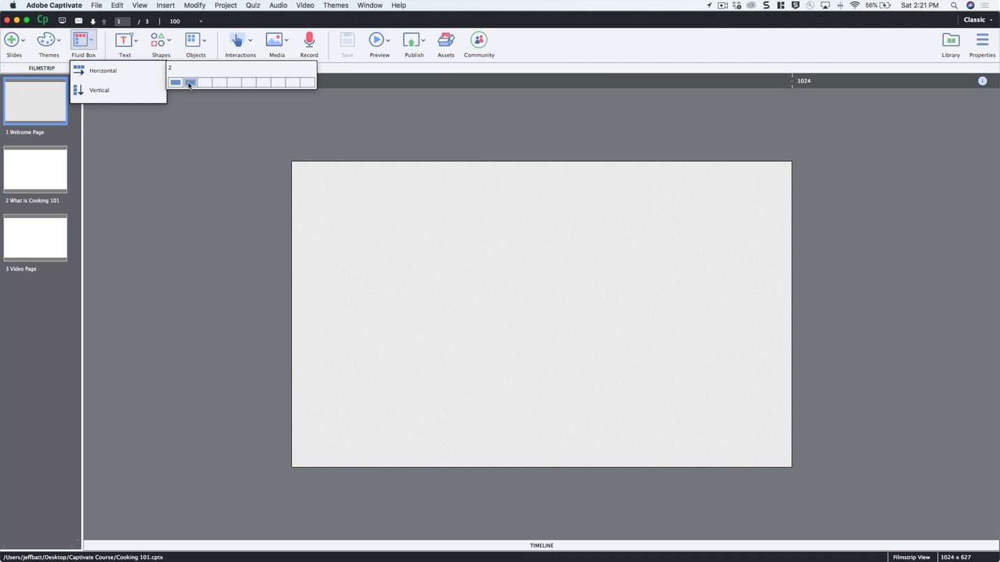 Adobe Captivate File Edit View Insert Modify Project Quiz Audio Video Themes Window Help 56% Sat 2:21 PM
Cp 1 / 3 100 Classic
Slides Themes Fluid Box Text Shapes Objects Interactions Media Record Save Preview Publish Assets Community Library Properties
FILMSTRIP
Horizontal
Vertical
2
1024
1 Welcome Page
2 What is Cooking 101
3 Video Page
TIMELINE
/Users/jeffbatt/Desktop/Captivate Course/Cooking 101.cptx Filmstrip View 1024 x 627